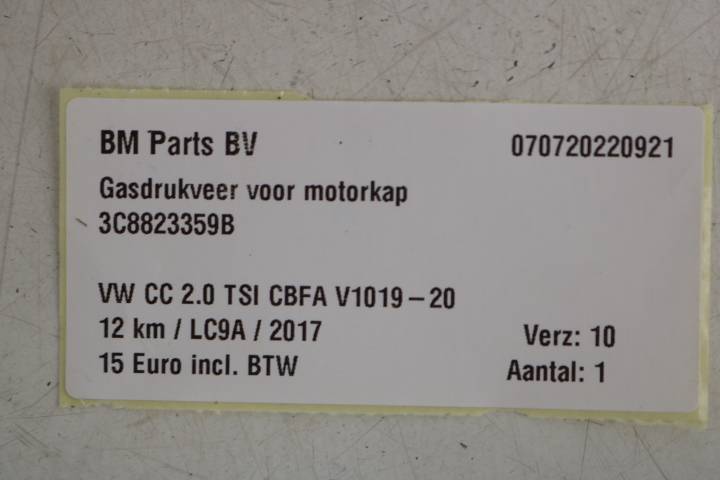 BM Parts BV 070720220921
Gasdrukveer voor motorkap
3C8823359B
VW CC 2.0 TSI CBFA V1019-20
12 km / LC9A / 2017 Verz: 10
15 Euro incl. BTW Aantal: 1